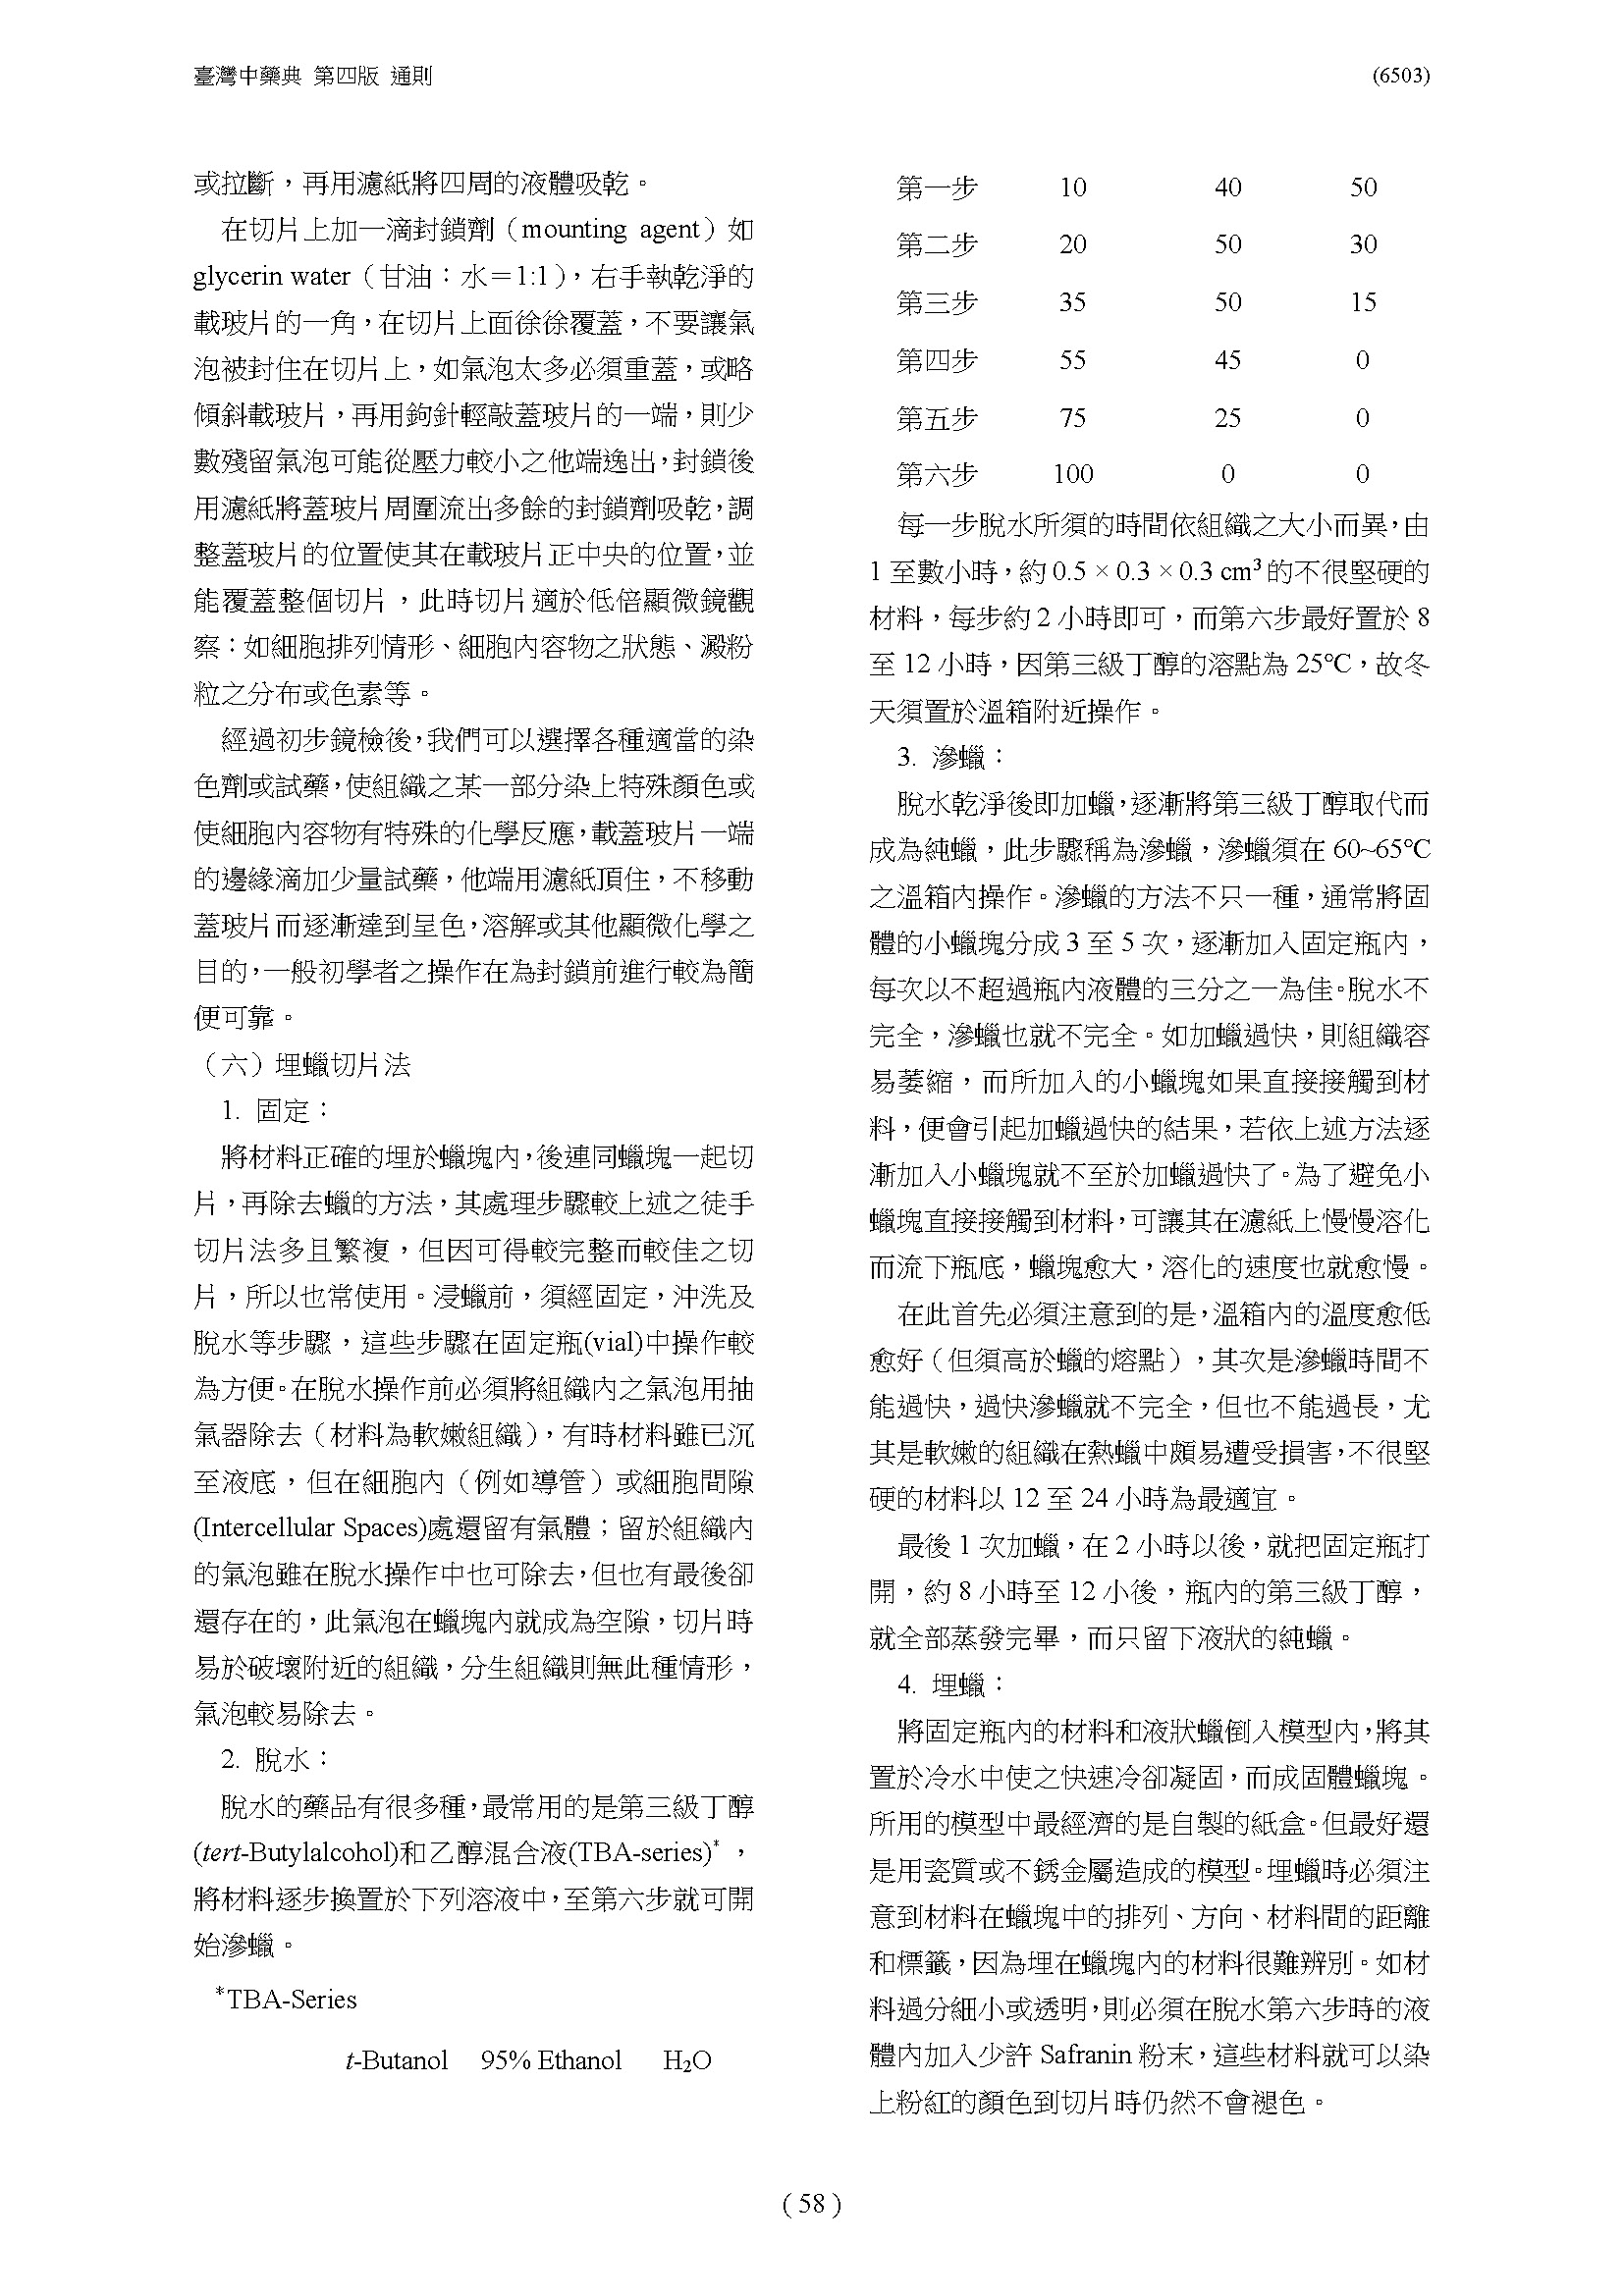 臺灣中藥典 第四版 通則 (6503)
或拉斷，再用濾紙將四周的液體吸乾。
在切片上加一滴封鎖劑（mounting agent）如
glycerin water（甘油：水＝1:1），右手執乾淨的
載玻片的一角，在切片上面徐徐覆蓋，不要讓氣
泡被封住在切片上，如氣泡太多必須重蓋，或略
傾斜載玻片，再用鉤針輕敲蓋玻片的一端，則少
數殘留氣泡可能從壓力較小之他端逸出，封鎖後
用濾紙將蓋玻片周圍流出多餘的封鎖劑吸乾，調
整蓋玻片的位置使其在載玻片正中央的位置，並
能覆蓋整個切片，此時切片適於低倍顯微鏡觀
察：如細胞排列情形、細胞內容物之狀態、澱粉
粒之分布或色素等。
經過初步鏡檢後，我們可以選擇各種適當的染
色劑或試藥，使組織之某一部分染上特殊顏色或
使細胞內容物有特殊的化學反應，載蓋玻片一端
的邊緣滴加少量試藥，他端用濾紙頂住，不移動
蓋玻片而逐漸達到呈色，溶解或其他顯微化學之
目的，一般初學者之操作在為封鎖前進行較為簡
便可靠。
（六）埋蠟切片法
1. 固定：
將材料正確的埋於蠟塊內，後連同蠟塊一起切
片，再除去蠟的方法，其處理步驟較上述之徒手
切片法多且繁複，但因可得較完整而較佳之切
片，所以也常使用。浸蠟前，須經固定，沖洗及
脫水等步驟，這些步驟在固定瓶(vial)中操作較
為方便。在脫水操作前必須將組織內之氣泡用抽
氣器除去（材料為軟嫩組織），有時材料雖已沉
至液底，但在細胞內（例如導管）或細胞間隙
(Intercellular Spaces)處還留有氣體；留於組織內
的氣泡雖在脫水操作中也可除去，但也有最後卻
還存在的，此氣泡在蠟塊內就成為空隙，切片時
易於破壞附近的組織，分生組織則無此種情形，
氣泡較易除去。
2. 脫水：
脫水的藥品有很多種，最常用的是第三級丁醇
(tert-Butylalcohol)和乙醇混合液(TBA-series)*，
將材料逐步換置於下列溶液中，至第六步就可開
始滲蠟。
*TBA-Series
t-Butanol 95% Ethanol H₂O
第一步 10 40 50
第二步 20 50 30
第三步 35 50 15
第四步 55 45 0
第五步 75 25 0
第六步 100 0 0
每一步脫水所須的時間依組織之大小而異，由
1 至數小時，約 0.5 × 0.3 × 0.3 cm³ 的不很堅硬的
材料，每步約 2 小時即可，而第六步最好置於 8
至 12 小時，因第三級丁醇的溶點為 25°C，故冬
天須置於溫箱附近操作。
3. 滲蠟：
脫水乾淨後即加蠟，逐漸將第三級丁醇取代而
成為純蠟，此步驟稱為滲蠟，滲蠟須在 60~65°C
之溫箱內操作。滲蠟的方法不只一種，通常將固
體的小蠟塊分成 3 至 5 次，逐漸加入固定瓶內，
每次以不超過瓶內液體的三分之一為佳。脫水不
完全，滲蠟也就不完全。如加蠟過快，則組織容
易萎縮，而所加入的小蠟塊如果直接接觸到材
料，便會引起加蠟過快的結果，若依上述方法逐
漸加入小蠟塊就不至於加蠟過快了。為了避免小
蠟塊直接接觸到材料，可讓其在濾紙上慢慢溶化
而流下瓶底，蠟塊愈大，溶化的速度也就愈慢。
在此首先必須注意到的是，溫箱內的溫度愈低
愈好（但須高於蠟的熔點），其次是滲蠟時間不
能過快，過快滲蠟就不完全，但也不能過長，尤
其是軟嫩的組織在熱蠟中頗易遭受損害，不很堅
硬的材料以 12 至 24 小時為最適宜。
最後 1 次加蠟，在 2 小時以後，就把固定瓶打
開，約 8 小時至 12 小後，瓶內的第三級丁醇，
就全部蒸發完畢，而只留下液狀的純蠟。
4. 埋蠟：
將固定瓶內的材料和液狀蠟倒入模型內，將其
置於冷水中使之快速冷卻凝固，而成固體蠟塊。
所用的模型中最經濟的是自製的紙盒。但最好還
是用瓷質或不銹金屬造成的模型。埋蠟時必須注
意到材料在蠟塊中的排列、方向、材料間的距離
和標籤，因為埋在蠟塊內的材料很難辨別。如材
料過分細小或透明，則必須在脫水第六步時的液
體內加入少許 Safranin 粉末，這些材料就可以染
上粉紅的顏色到切片時仍然不會褪色。
( 58 )